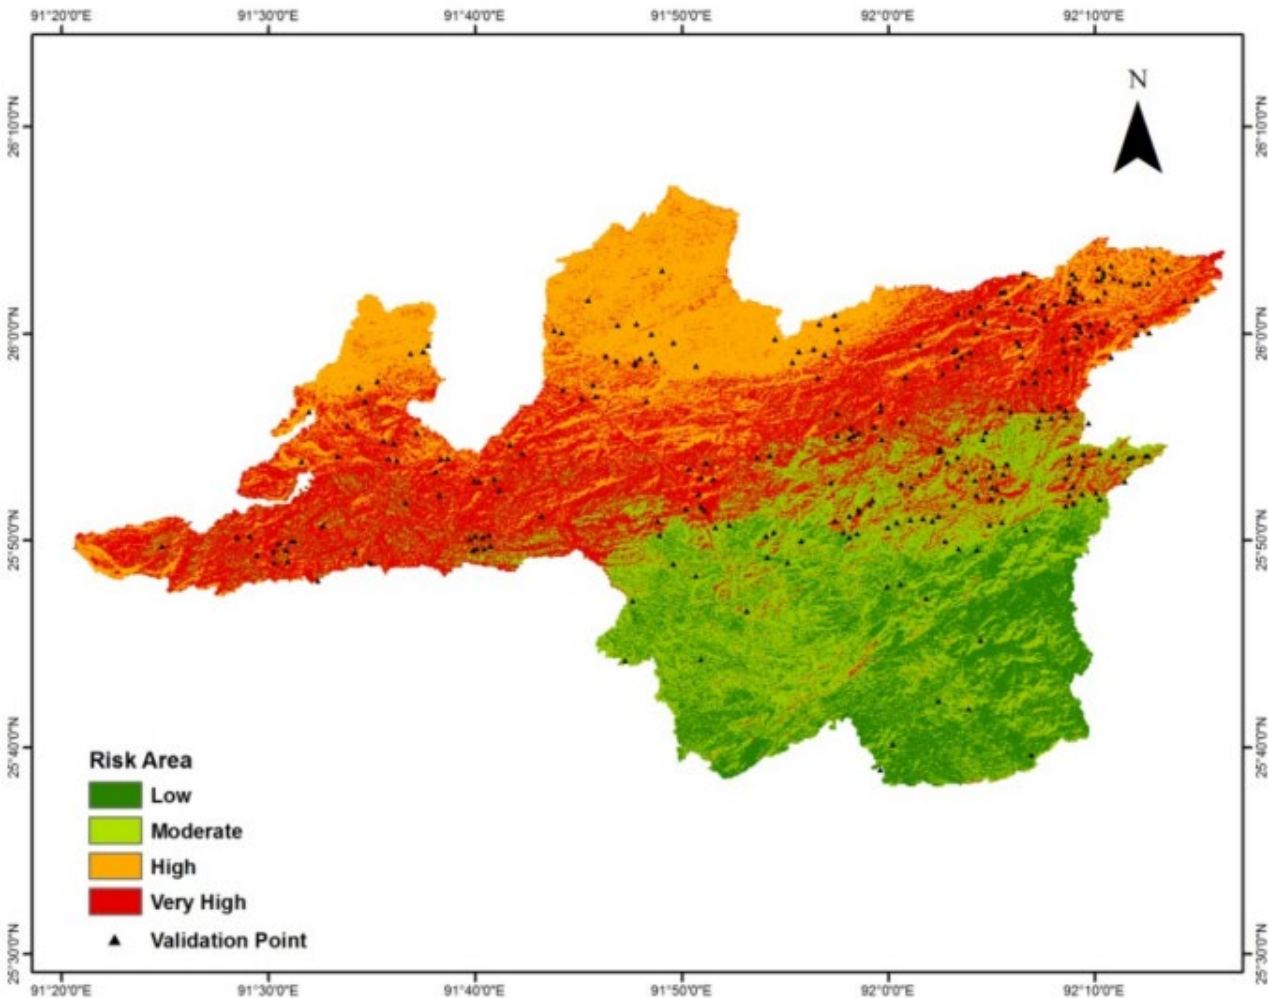 91°20'0"E 91°30'0"E 91°40'0"E 91°50'0"E 92°0'0"E 92°10'0"E
N
26°10'0"N 26°10'0"N
26°0'0"N 26°0'0"N
25°50'0"N 25°50'0"N
25°40'0"N 25°40'0"N
Risk Area
Low
Moderate
High
Very High
Validation Point
25°30'0"N 25°30'0"N
91°20'0"E 91°30'0"E 91°40'0"E 91°50'0"E 92°0'0"E 92°10'0"E